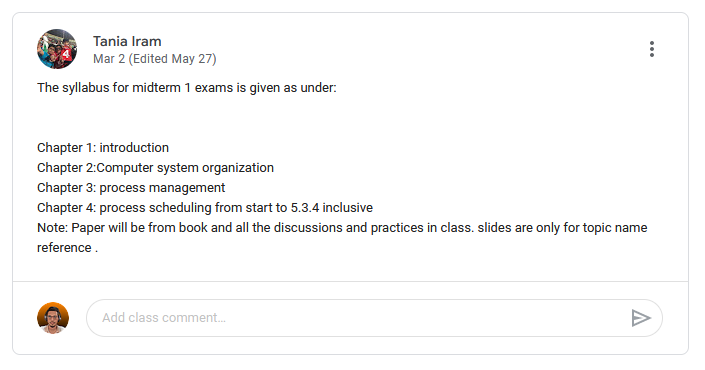 Tania Iram
Mar 2 (Edited May 27)
The syllabus for midterm 1 exams is given as under:
Chapter 1: introduction
Chapter 2:Computer system organization
Chapter 3: process management
Chapter 4: process scheduling from start to 5.3.4 inclusive
Note: Paper will be from book and all the discussions and practices in class. slides are only for topic name
reference .
Add class comment...